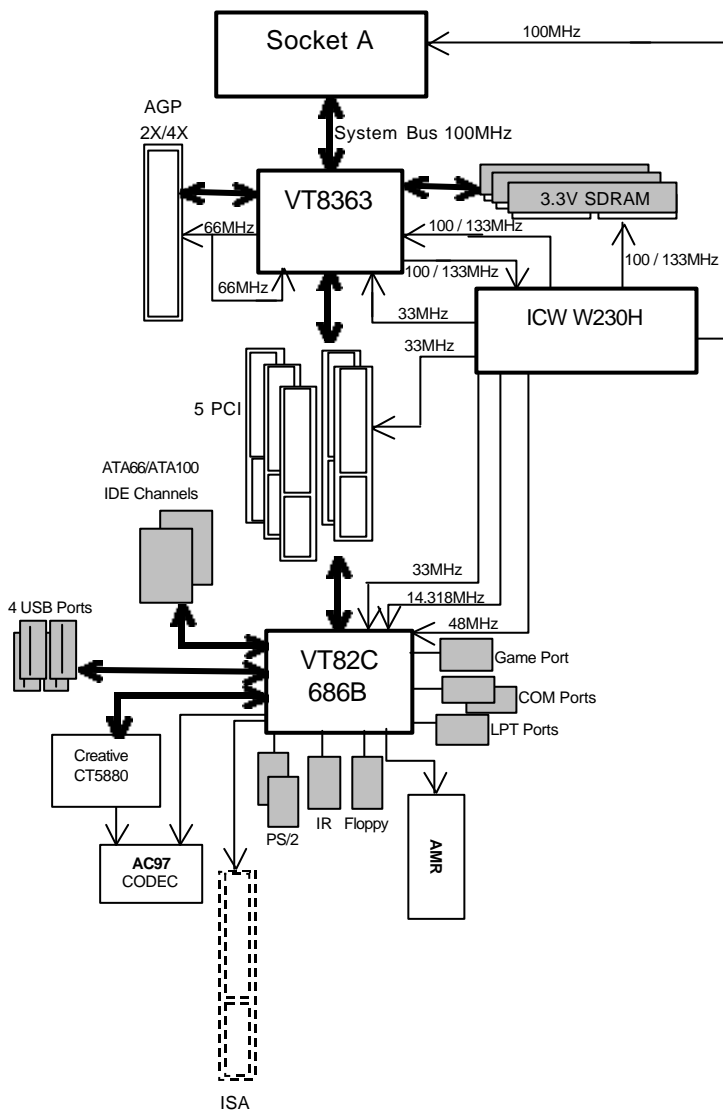 Socket A
100MHz
AGP
2X/4X
System Bus 100MHz
VT8363
3.3V SDRAM
66MHz
100 / 133MHz
100 / 133MHz
100 / 133MHz
66MHz
33MHz
ICW W230H
33MHz
5 PCI
ATA66/ATA100
IDE Channels
33MHz
14.318MHz
4 USB Ports
48MHz
VT82C
686B
Game Port
COM Ports
LPT Ports
Creative
CT5880
PS/2
IR
Floppy
AC97
CODEC
AMR
ISA